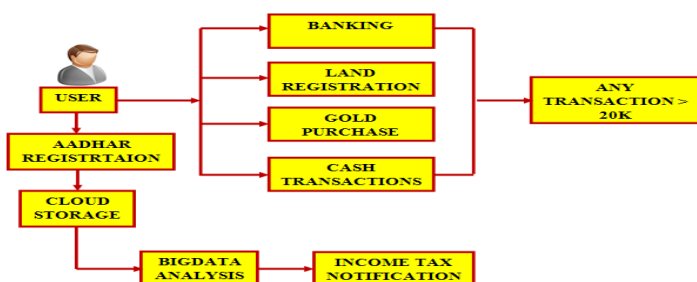 BANKING
LAND
REGISTRATION
GOLD
PURCHASE
CASH
TRANSACTIONS
ANY
TRANSACTION >
20K
USER
AADHAR
REGISTRTAION
CLOUD
STORAGE
BIGDATA
ANALYSIS
INCOME TAX
NOTIFICATION